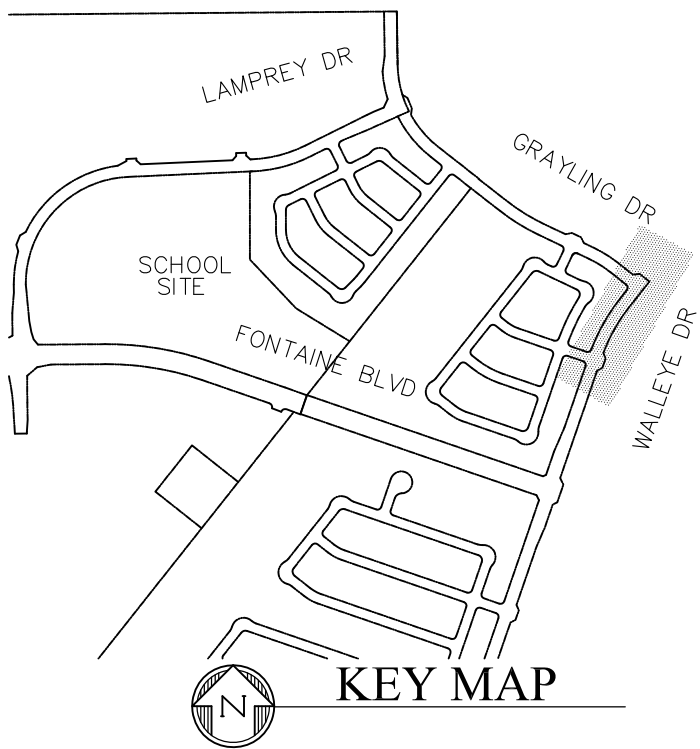 LAMPREY DR
GRAYLING DR
SCHOOL
SITE
FONTAINE BLVD
WALLEYE DR
N
KEY MAP